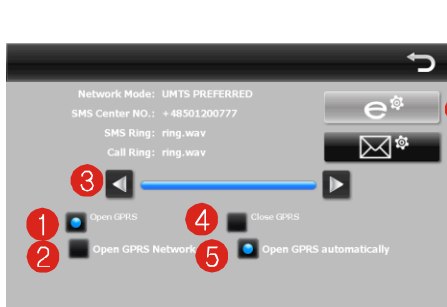 Network Mode: UMTS PREFERRED
SMS Center NO.: +48501200777
SMS Ring: ring.wav
Call Ring: ring.wav
3
1 Open GPRS 4 Close GPRS
2 Open GPRS Network 5 Open GPRS automatically